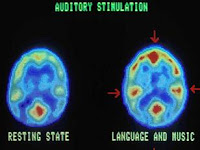 AUDITORY STIMULATION
RESTING STATE
LANGUAGE AND MUSIC